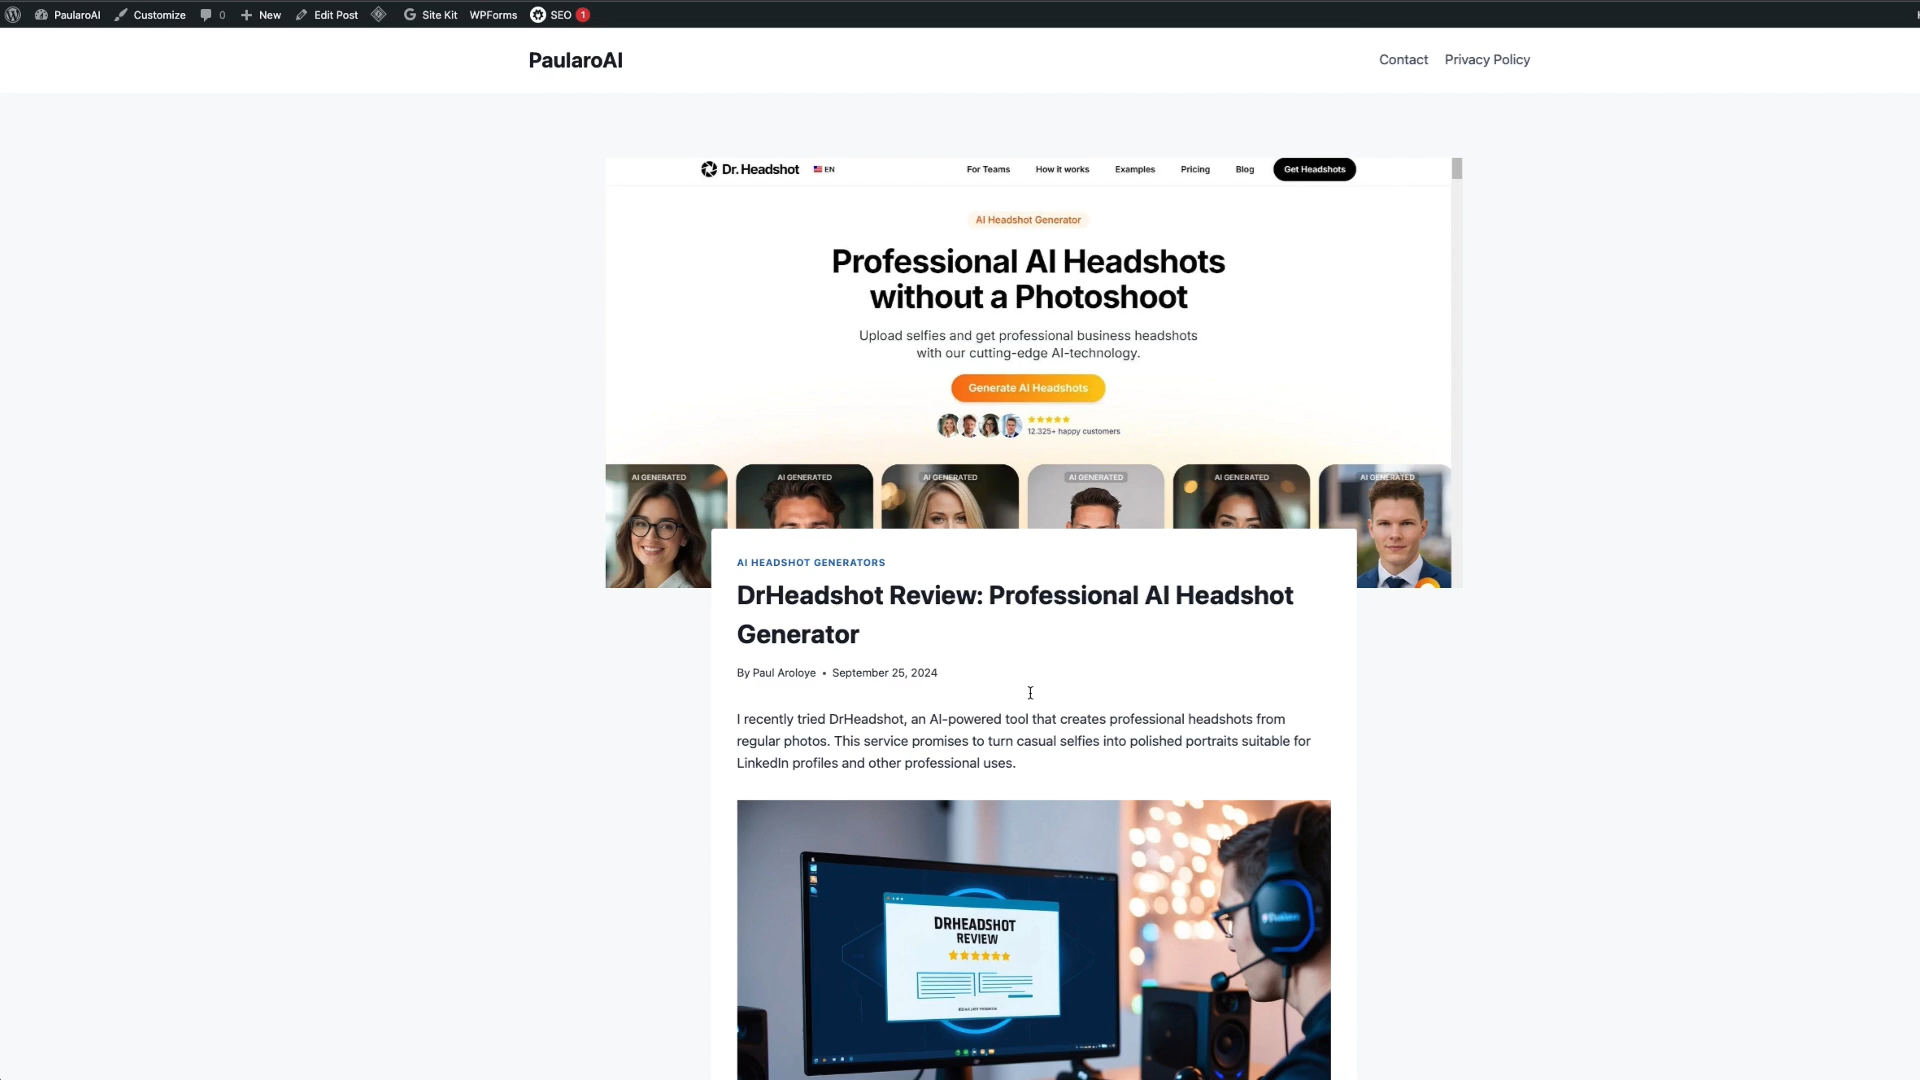 PaularoAI Customize 0 New Edit Post Site Kit WPForms SEO 1
PaularoAI
Contact Privacy Policy
Dr. Headshot EN For Teams How it works Examples Pricing Blog Get Headshots
AI Headshot Generator
Professional AI Headshots
without a Photoshoot
Upload selfies and get professional business headshots
with our cutting-edge AI-technology.
Generate AI Headshots
12.325+ happy customers
AI GENERATED AI GENERATED AI GENERATED AI GENERATED AI GENERATED AI GENERATED
AI HEADSHOT GENERATORS
DrHeadshot Review: Professional AI Headshot
Generator
By Paul Aroloye • September 25, 2024
I recently tried DrHeadshot, an AI-powered tool that creates professional headshots from
regular photos. This service promises to turn casual selfies into polished portraits suitable for
LinkedIn profiles and other professional uses.
DRHEADSHOT
REVIEW